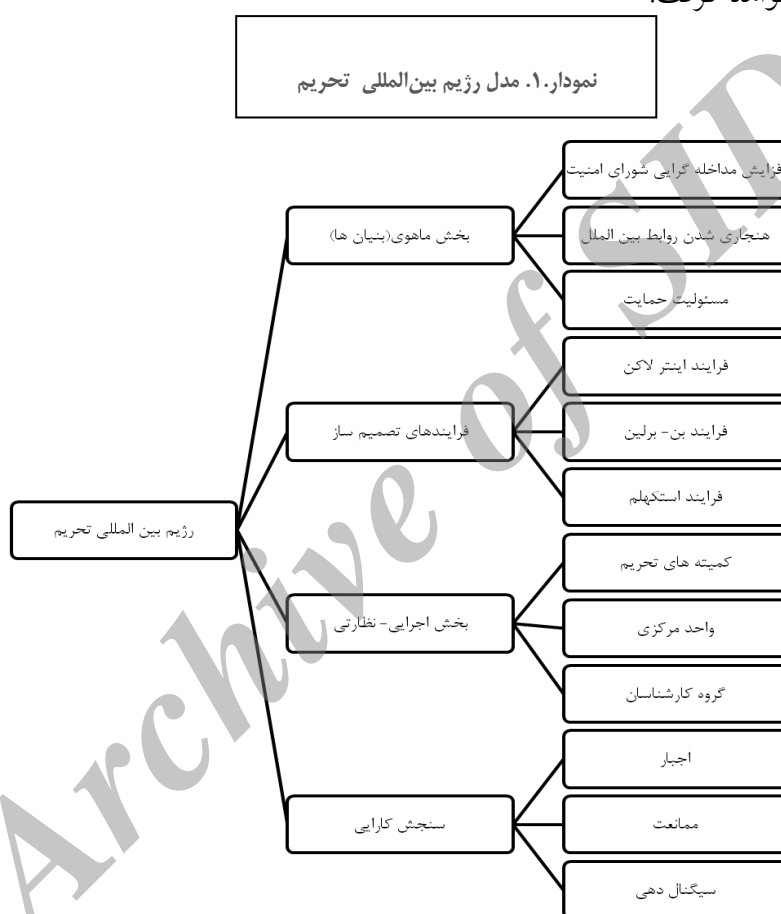 نمودار.۱. مدل رژیم بین‌المللی تحریم
فزایش مداخله گرایی شورای امنیت
بخش ماهوی(بنیان ها)
هنجاری شدن روابط بین الملل
مسئولیت حمایت
فرایند اینتر لاکن
فرایندهای تصمیم ساز
فرایند بن- برلین
فرایند استکهلم
رژیم بین المللی تحریم
کمیته های تحریم
بخش اجرایی- نظارتی
واحد مرکزی
گروه کارشناسان
اجبار
سنجش کارایی
ممانعت
سیگنال دهی
Archive of SID